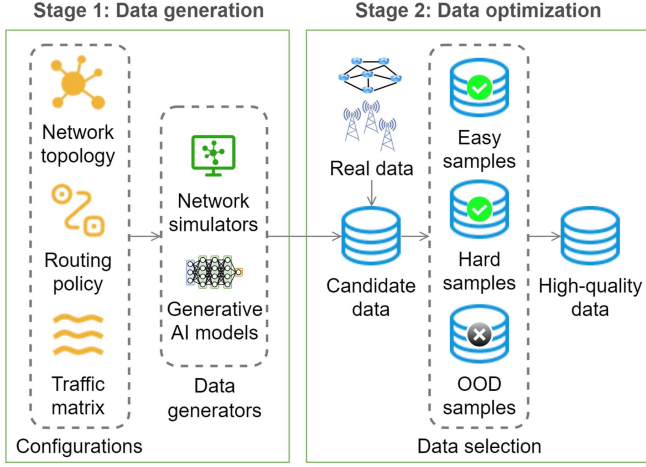 Stage 1: Data generation
Network
topology
Routing
policy
Traffic
matrix
Configurations
Network
simulators
Generative
AI models
Data
generators
Stage 2: Data optimization
Real data
Candidate
data
Easy
samples
Hard
samples
OOD
samples
Data selection
High-quality
data